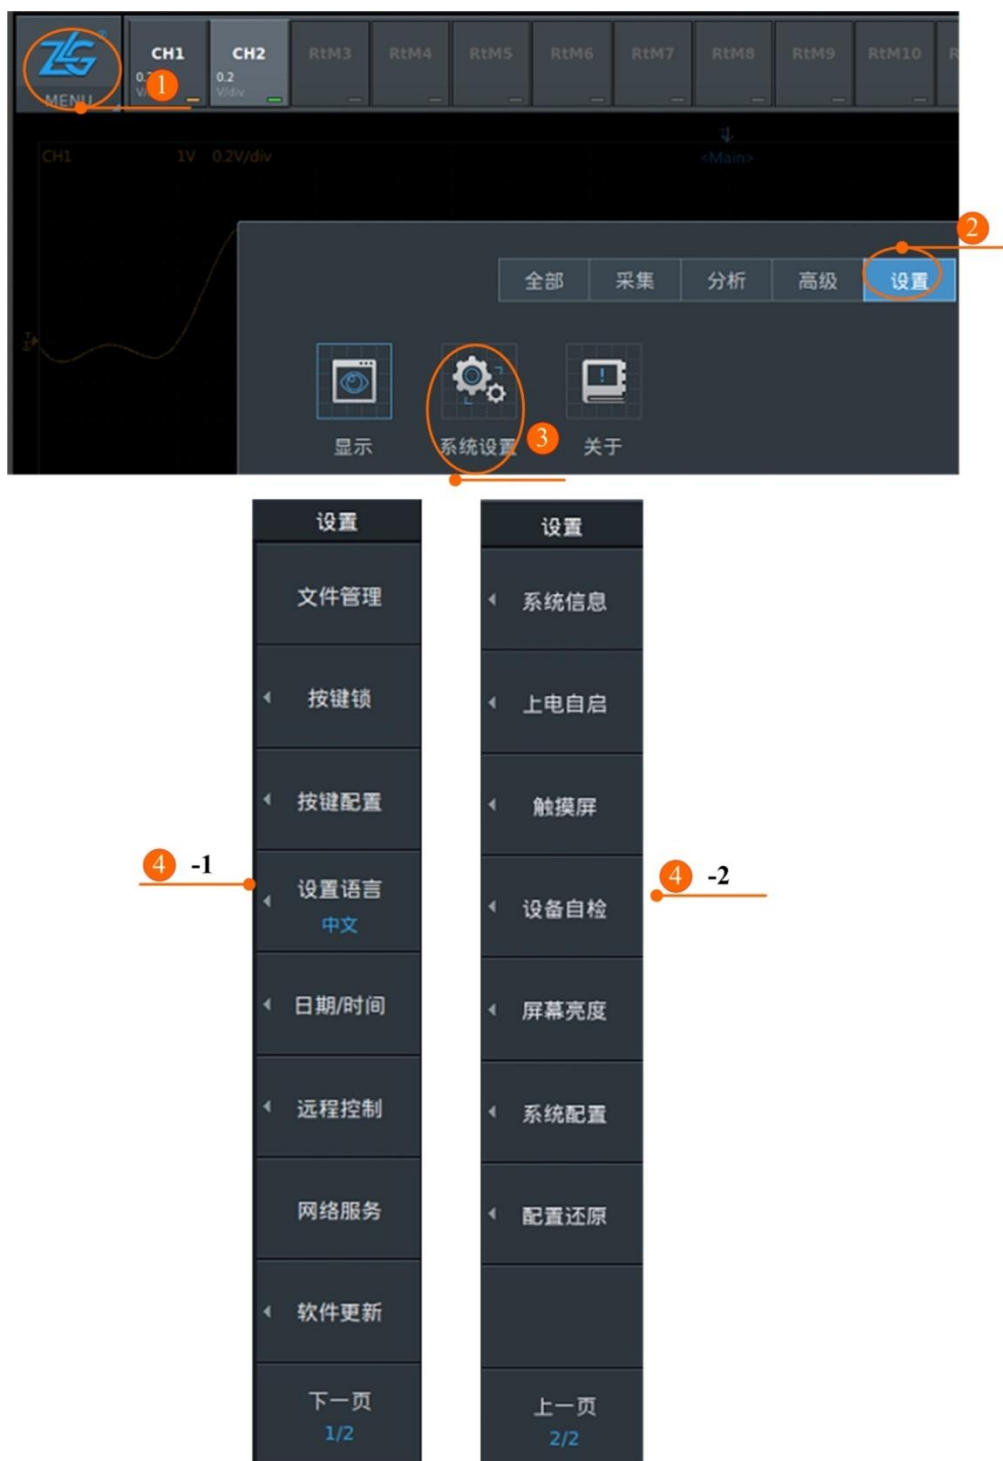 ZLG®
MENU
CH1
CH2
0.2
V/div
RtM3
RtM4
RtM5
RtM6
RtM7
RtM8
RtM9
RtM10
1
CH1 1V 0.2V/div
<Main>
2
全部 采集 分析 高级 设置
显示
系统设置
3
关于
设置
文件管理
按键锁
按键配置
4 -1
设置语言
中文
日期/时间
远程控制
网络服务
软件更新
下一页
1/2
设置
系统信息
上电自启
触摸屏
4 -2
设备自检
屏幕亮度
系统配置
配置还原
上一页
2/2